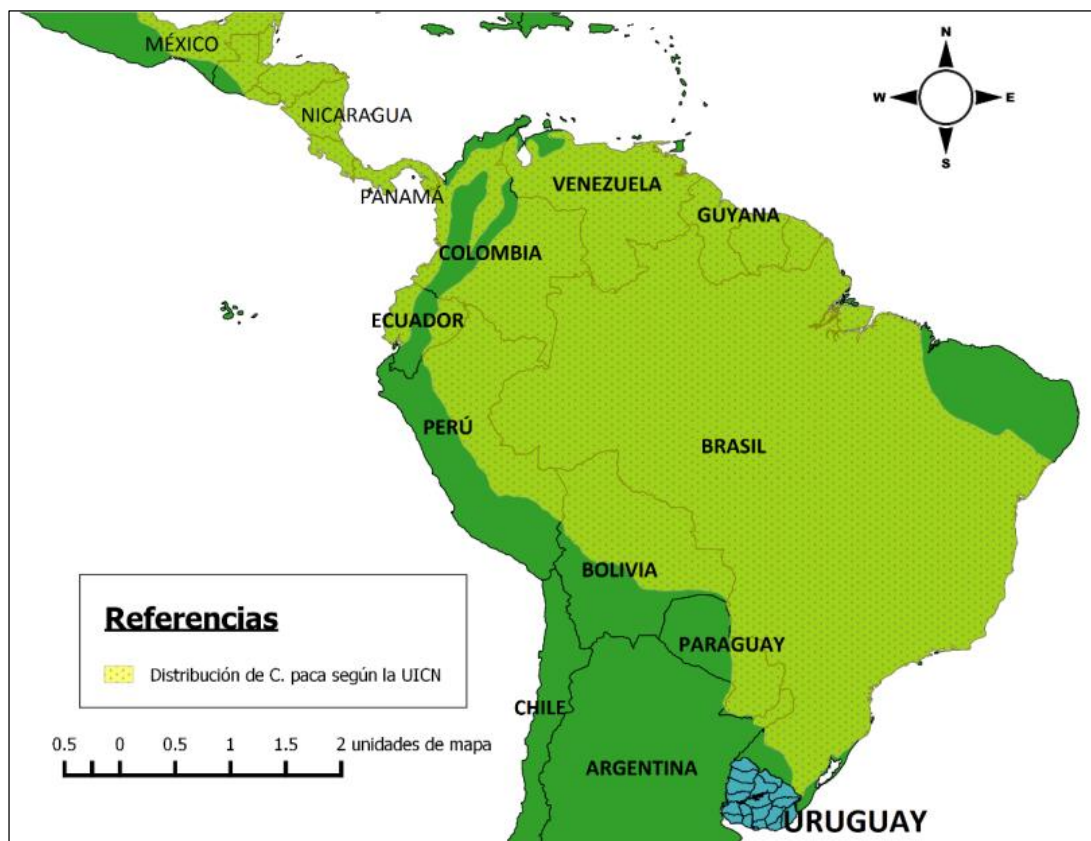 MÉXICO
N
W
E
S
NICARAGUA
PANAMÁ
VENEZUELA
GUYANA
COLOMBIA
ECUADOR
PERÚ
BRASIL
BOLIVIA
PARAGUAY
CHILE
ARGENTINA
URUGUAY
Referencias
Distribución de C. paca según la UICN
0.5 0 0.5 1 1.5 2 unidades de mapa